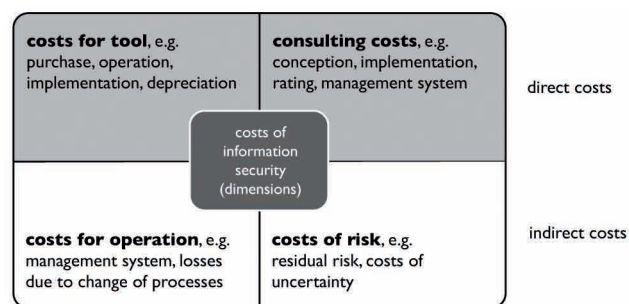 costs for tool, e.g.
purchase, operation,
implementation, depreciation
consulting costs, e.g.
conception, implementation,
rating, management system
direct costs
costs of
information
security
(dimensions)
costs for operation, e.g.
management system, losses
due to change of processes
costs of risk, e.g.
residual risk, costs of
uncertainty
indirect costs